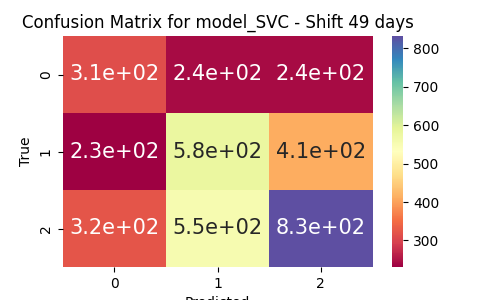 Confusion Matrix for model_SVC - Shift 49 days
0 3.1e+02 2.4e+02 2.4e+02
1 2.3e+02 5.8e+02 4.1e+02
2 3.2e+02 5.5e+02 8.3e+02
0 1 2
True
Predicted
800
700
600
500
400
300